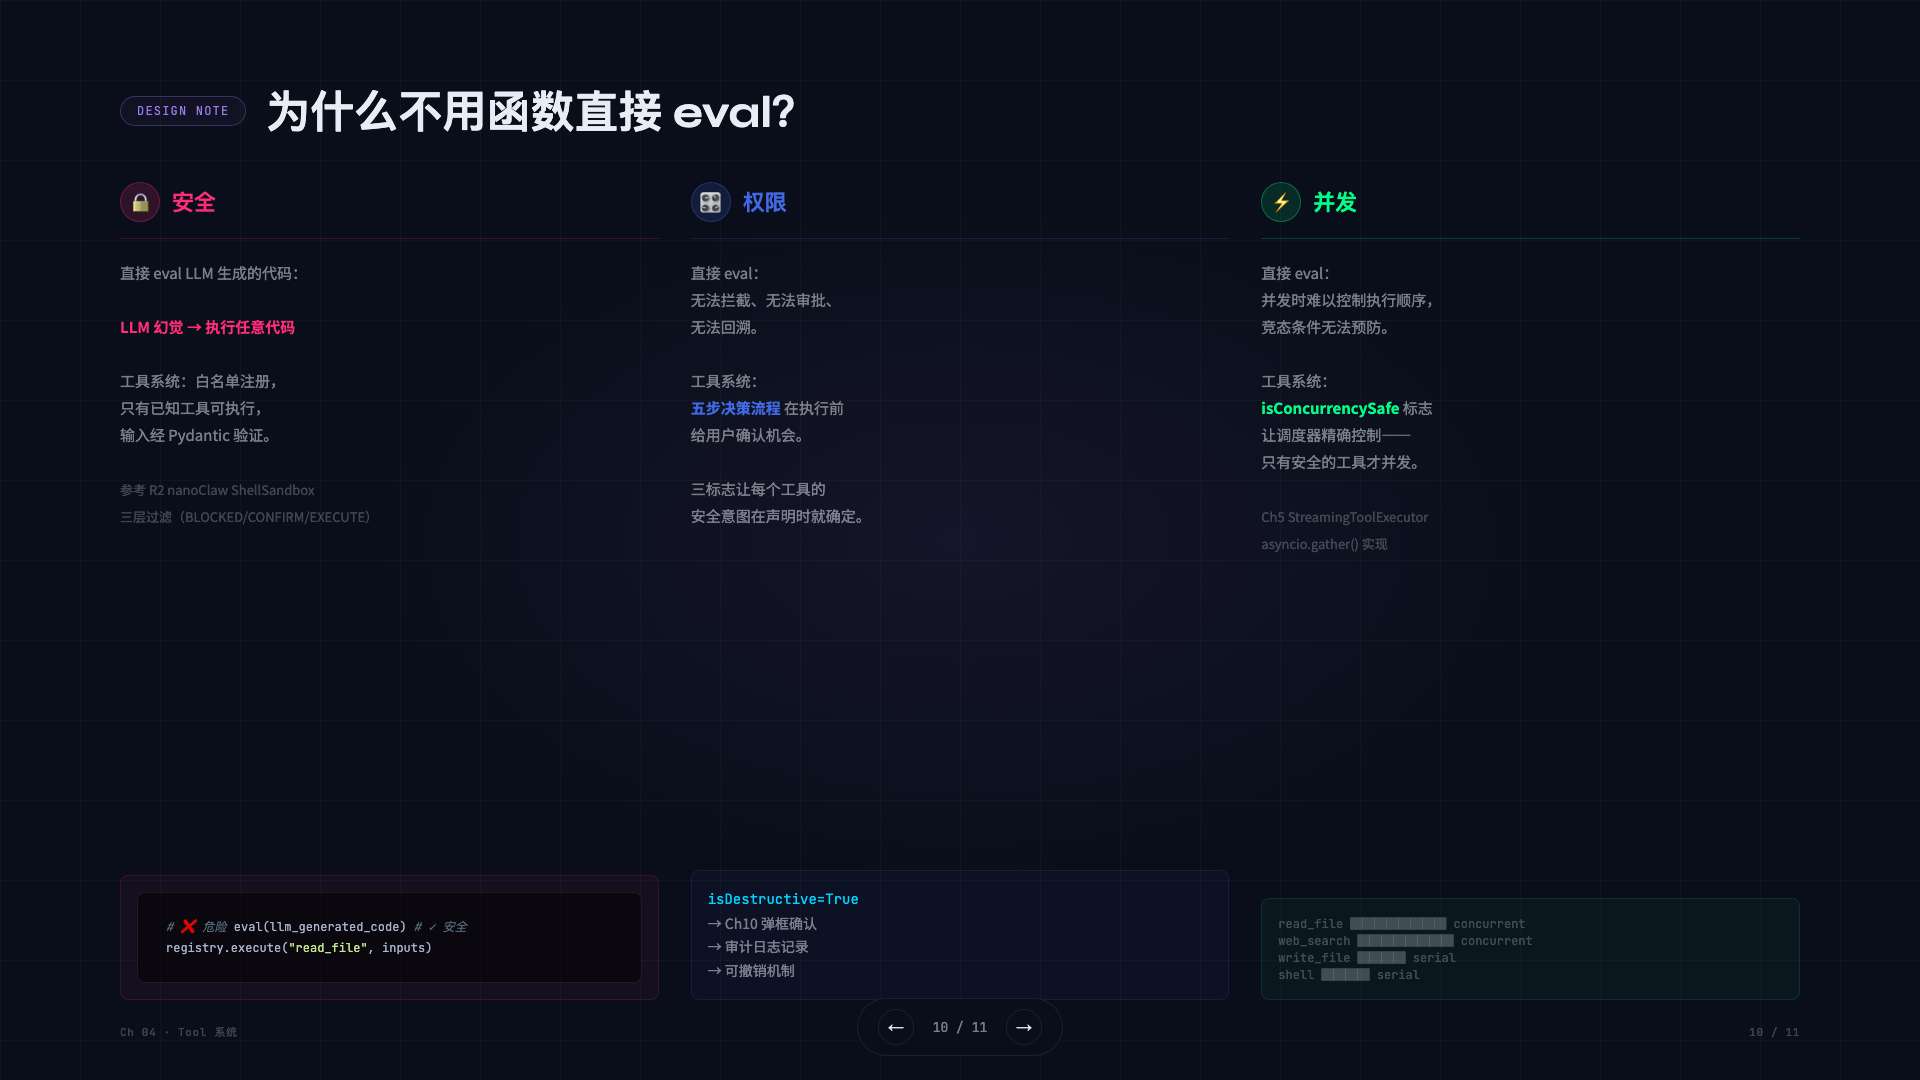 DESIGN NOTE
为什么不用函数直接 eval?
安全
直接 eval LLM 生成的代码：
LLM 幻觉 → 执行任意代码
工具系统：白名单注册，
只有已知工具可执行，
输入经 Pydantic 验证。
参考 R2 nanoClaw ShellSandbox
三层过滤（BLOCKED/CONFIRM/EXECUTE）
# ❌ 危险 eval(llm_generated_code) # ✓ 安全
registry.execute("read_file", inputs)
权限
直接 eval：
无法拦截、无法审批、
无法回溯。
工具系统：
五步决策流程 在执行前
给用户确认机会。
三标志让每个工具的
安全意图在声明时就确定。
isDestructive=True
→ Ch10 弹框确认
→ 审计日志记录
→ 可撤销机制
并发
直接 eval：
并发时难以控制执行顺序，
竞态条件无法预防。
工具系统：
isConcurrencySafe 标志
让调度器精确控制——
只有安全的工具才并发。
Ch5 StreamingToolExecutor
asyncio.gather() 实现
read_file ████████████ concurrent
web_search ████████████ concurrent
write_file ██████ serial
shell ██████ serial
Ch 04 · Tool 系统
← 10 / 11 →
10 / 11